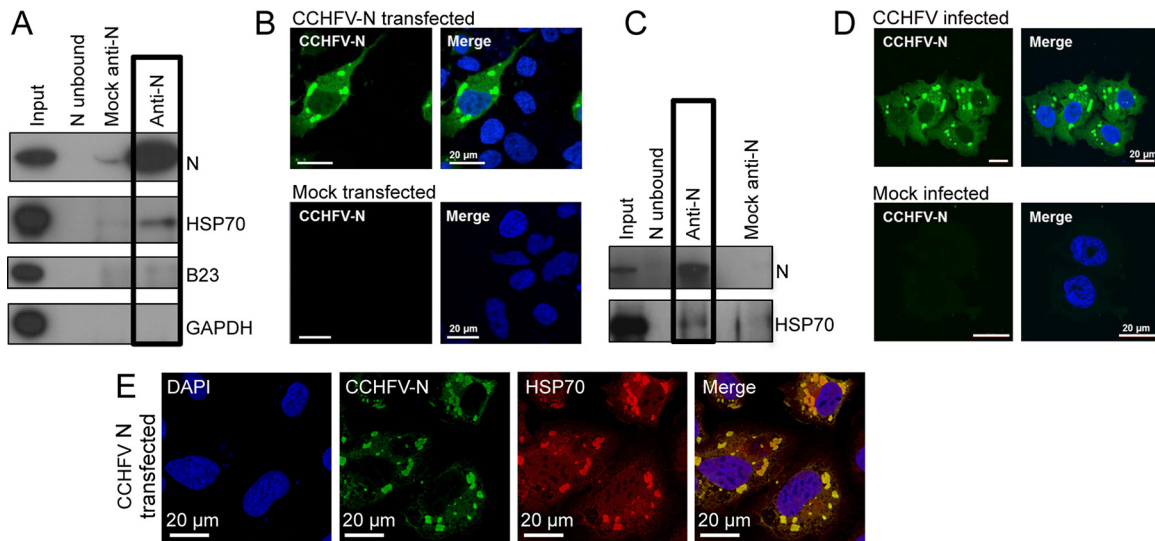 A
Input
N unbound
Mock anti-N
Anti-N
N
HSP70
B23
GAPDH
B
CCHFV-N transfected
CCHFV-N
Merge
20 µm
Mock transfected
CCHFV-N
Merge
20 µm
C
Input
N unbound
Anti-N
Mock anti-N
N
HSP70
D
CCHFV infected
CCHFV-N
Merge
20 µm
Mock infected
CCHFV-N
Merge
20 µm
E
CCHFV N
transfected
DAPI
CCHFV-N
HSP70
Merge
20 µm
20 µm
20 µm
20 µm